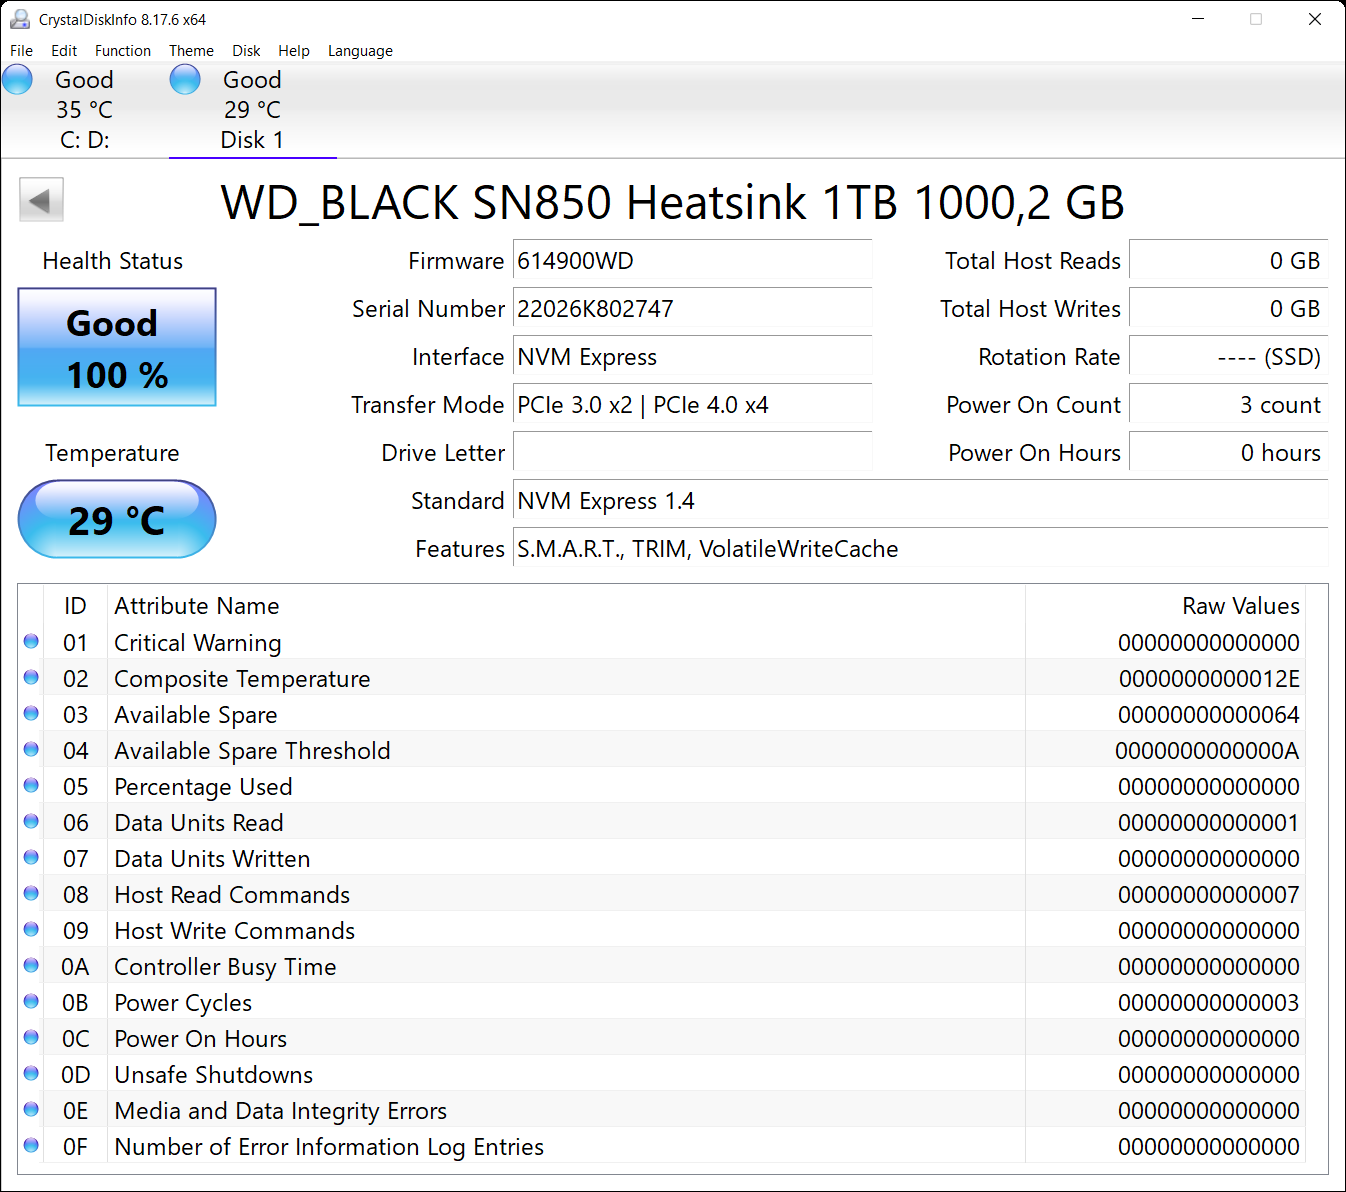 CrystalDiskInfo 8.17.6 x64
File Edit Function Theme Disk Help Language
Good Good
35 °C 29 °C
C: D: Disk 1
WD_BLACK SN850 Heatsink 1TB 1000,2 GB
Health Status
Good
100 %
Temperature
29 °C
Firmware 614900WD
Serial Number 22026K802747
Interface NVM Express
Transfer Mode PCIe 3.0 x2 | PCIe 4.0 x4
Drive Letter
Total Host Reads 0 GB
Total Host Writes 0 GB
Rotation Rate ---- (SSD)
Power On Count 3 count
Power On Hours 0 hours
Standard NVM Express 1.4
Features S.M.A.R.T., TRIM, VolatileWriteCache
ID Attribute Name Raw Values
01 Critical Warning 00000000000000
02 Composite Temperature 0000000000012E
03 Available Spare 00000000000064
04 Available Spare Threshold 0000000000000A
05 Percentage Used 00000000000000
06 Data Units Read 00000000000001
07 Data Units Written 00000000000000
08 Host Read Commands 00000000000007
09 Host Write Commands 00000000000000
0A Controller Busy Time 00000000000000
0B Power Cycles 00000000000003
0C Power On Hours 00000000000000
0D Unsafe Shutdowns 00000000000000
0E Media and Data Integrity Errors 00000000000000
0F Number of Error Information Log Entries 00000000000000